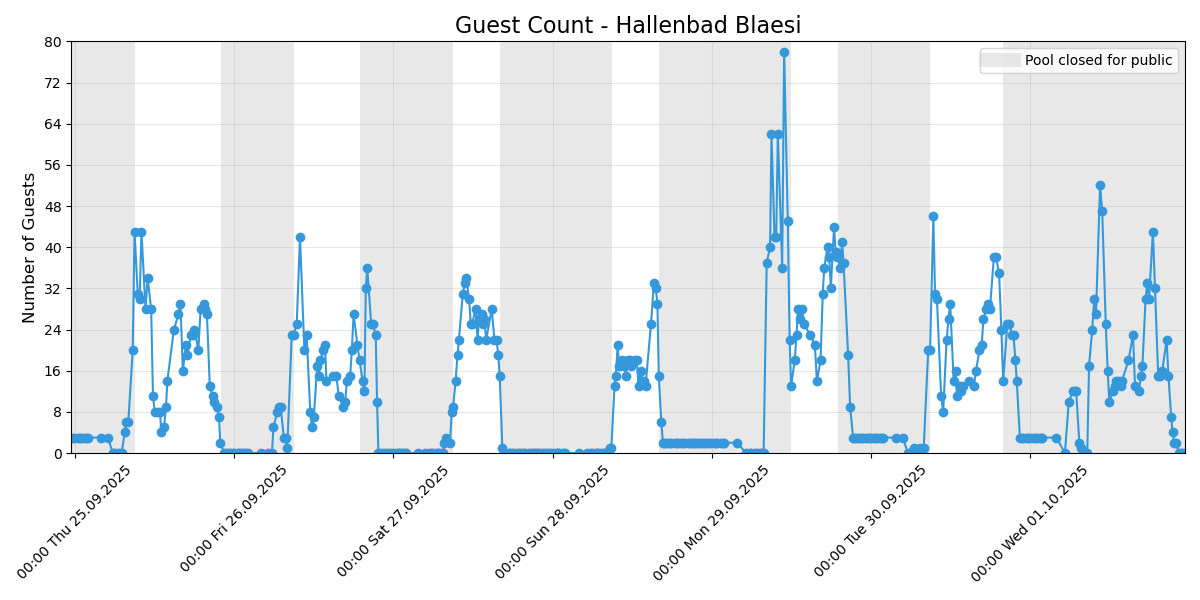 Guest Count - Hallenbad Blaesi
Pool closed for public
Number of Guests
80
72
64
56
48
40
32
24
16
8
0
00:00 Thu 25.09.2025
00:00 Fri 26.09.2025
00:00 Sat 27.09.2025
00:00 Sun 28.09.2025
00:00 Mon 29.09.2025
00:00 Tue 30.09.2025
00:00 Wed 01.10.2025